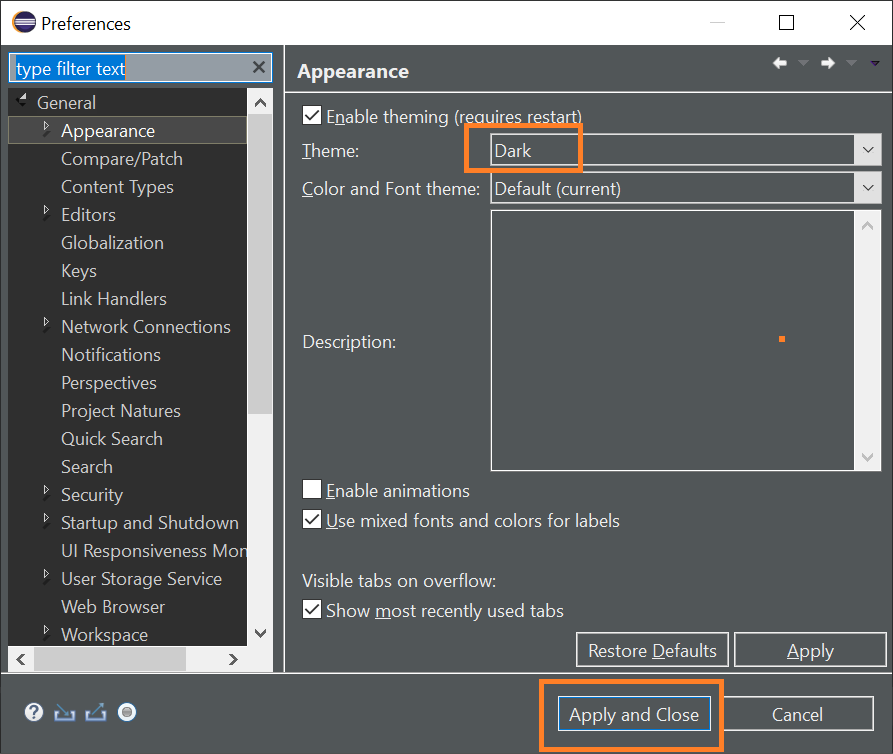 Preferences
type filter text
General
Appearance
Compare/Patch
Content Types
Editors
Globalization
Keys
Link Handlers
Network Connections
Notifications
Perspectives
Project Natures
Quick Search
Search
Security
Startup and Shutdown
UI Responsiveness Mon
User Storage Service
Web Browser
Workspace
Appearance
Enable theming (requires restart)
Theme: Dark
Color and Font theme: Default (current)
Description:
Enable animations
Use mixed fonts and colors for labels
Visible tabs on overflow:
Show most recently used tabs
Restore Defaults Apply
Apply and Close Cancel